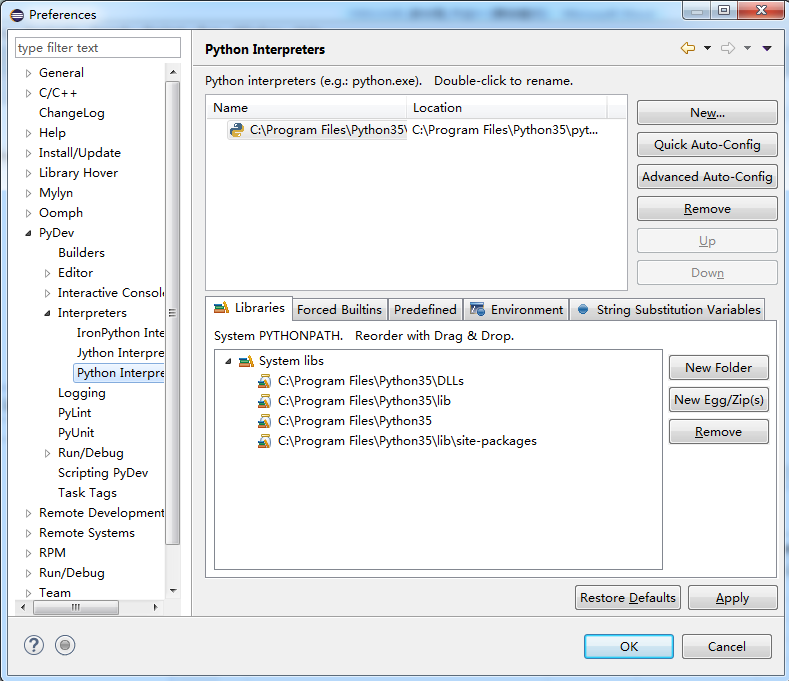 Preferences
type filter text
General
C/C++
ChangeLog
Help
Install/Update
Library Hover
Mylyn
Oomph
PyDev
Builders
Editor
Interactive Consol
Interpreters
IronPython Inte
Jython Interpre
Python Interpre
Logging
PyLint
PyUnit
Run/Debug
Scripting PyDev
Task Tags
Remote Development
Remote Systems
RPM
Run/Debug
Team
Python Interpreters
Python interpreters (e.g.: python.exe).   Double-click to rename.
Name Location
C:\Program Files\Python35\ C:\Program Files\Python35\pyt...
New...
Quick Auto-Config
Advanced Auto-Config
Remove
Up
Down
Libraries Forced Builtins Predefined Environment String Substitution Variables
System PYTHONPATH.   Reorder with Drag & Drop.
System libs
C:\Program Files\Python35\DLLs
C:\Program Files\Python35\lib
C:\Program Files\Python35
C:\Program Files\Python35\lib\site-packages
New Folder
New Egg/Zip(s)
Remove
Restore Defaults Apply
? OK Cancel